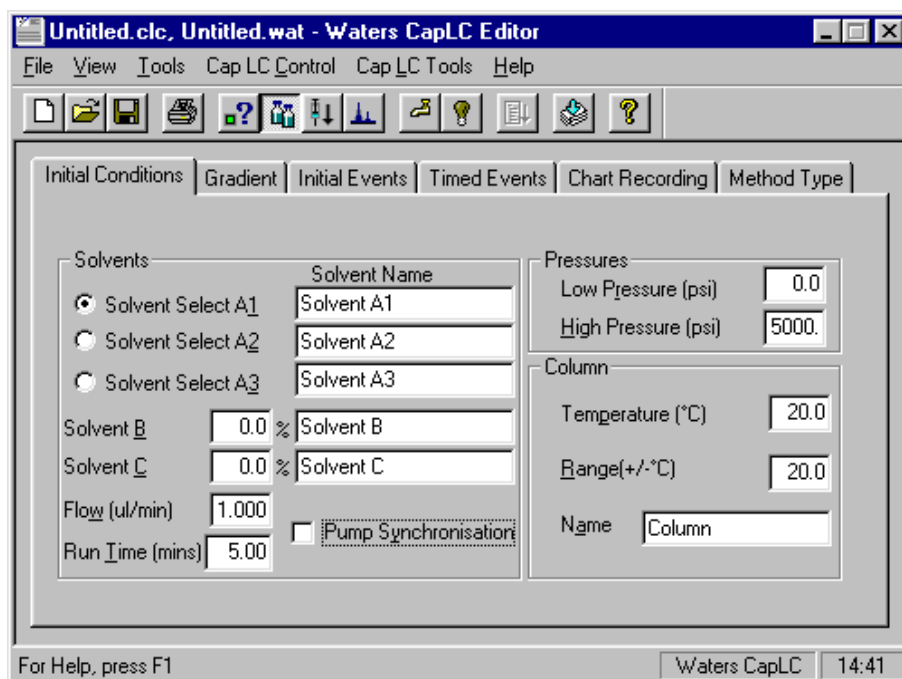 Untitled.clc, Untitled.wat - Waters CapLC Editor
File View Tools Cap LC Control Cap LC Tools Help
Initial Conditions Gradient Initial Events Timed Events Chart Recording Method Type
Solvents
Solvent Name
Solvent Select A1 Solvent A1
Solvent Select A2 Solvent A2
Solvent Select A3 Solvent A3
Solvent B 0.0 % Solvent B
Solvent C 0.0 % Solvent C
Flow (ul/min) 1.000
Run Time (mins) 5.00
Pump Synchronisation
Pressures
Low Pressure (psi) 0.0
High Pressure (psi) 5000.
Column
Temperature (°C) 20.0
Range(+/-°C) 20.0
Name Column
For Help, press F1 Waters CapLC 14:41